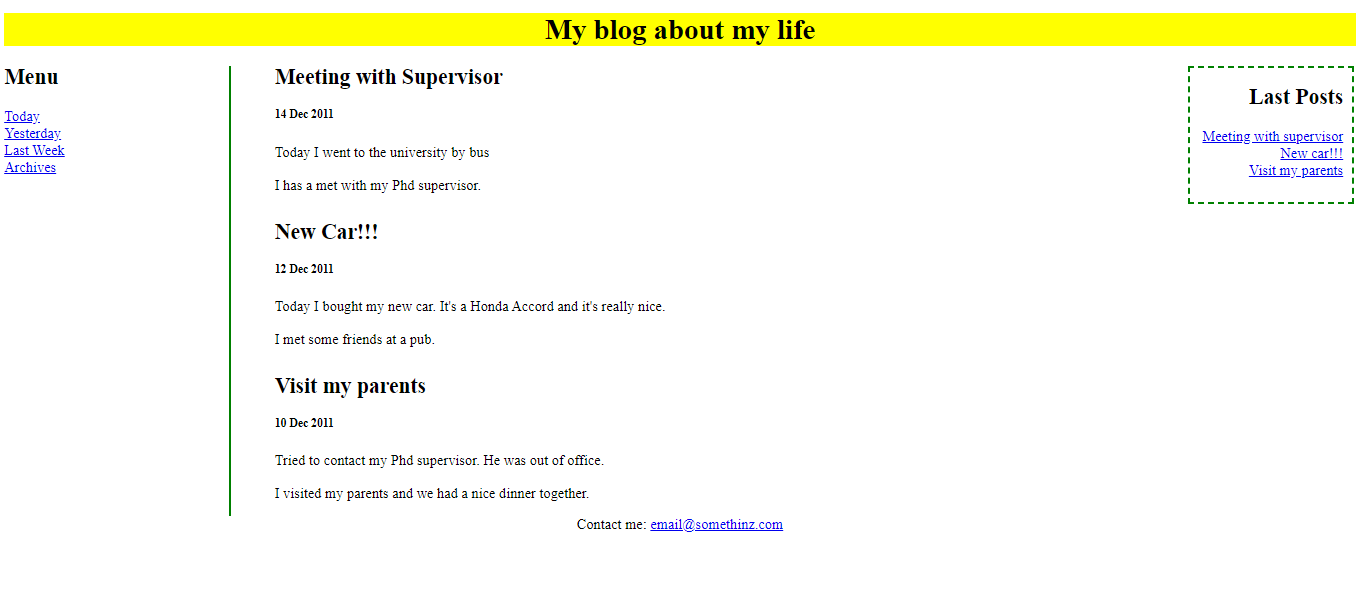 My blog about my life
Menu
Today
Yesterday
Last Week
Archives
Meeting with Supervisor
14 Dec 2011
Today I went to the university by bus
I has a met with my Phd supervisor.
New Car!!!
12 Dec 2011
Today I bought my new car. It's a Honda Accord and it's really nice.
I met some friends at a pub.
Visit my parents
10 Dec 2011
Tried to contact my Phd supervisor. He was out of office.
I visited my parents and we had a nice dinner together.
Last Posts
Meeting with supervisor
New car!!!
Visit my parents
Contact me: email@somethinz.com